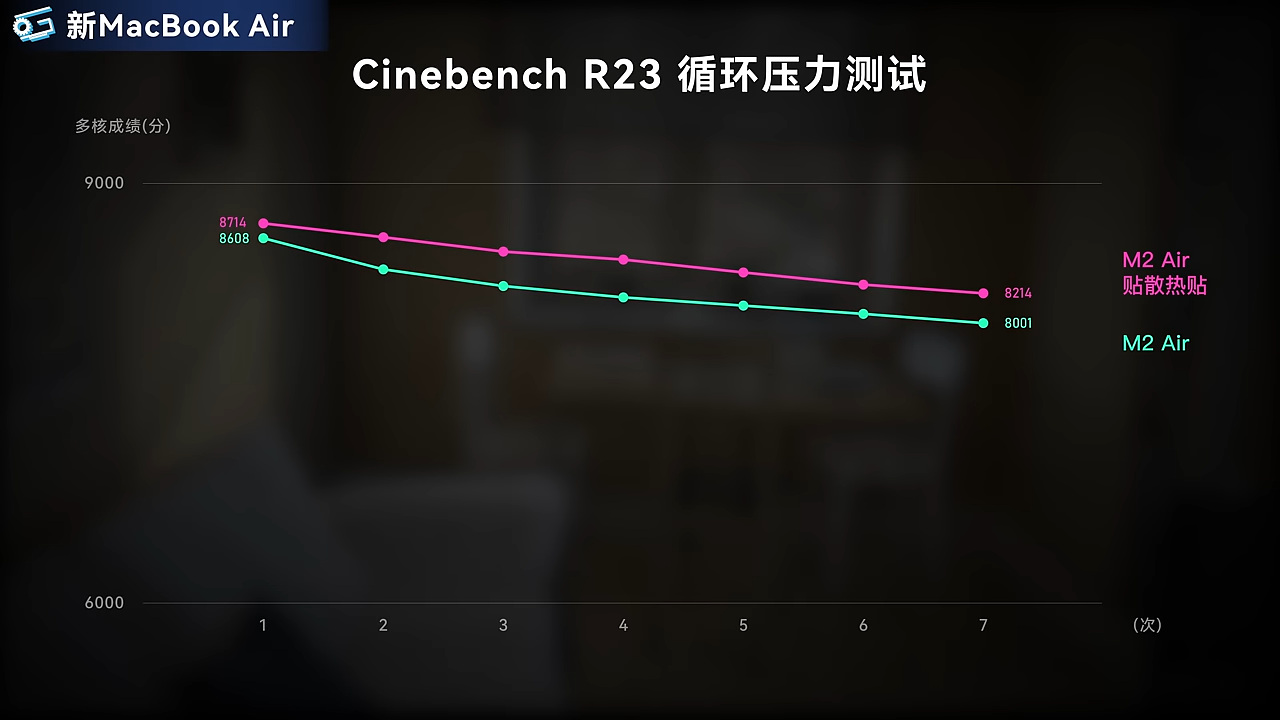 新MacBook Air
Cinebench R23 循环压力测试
多核成绩(分)
9000
8714
8608
8214
8001
M2 Air
贴散热贴
M2 Air
6000
1 2 3 4 5 6 7 (次)